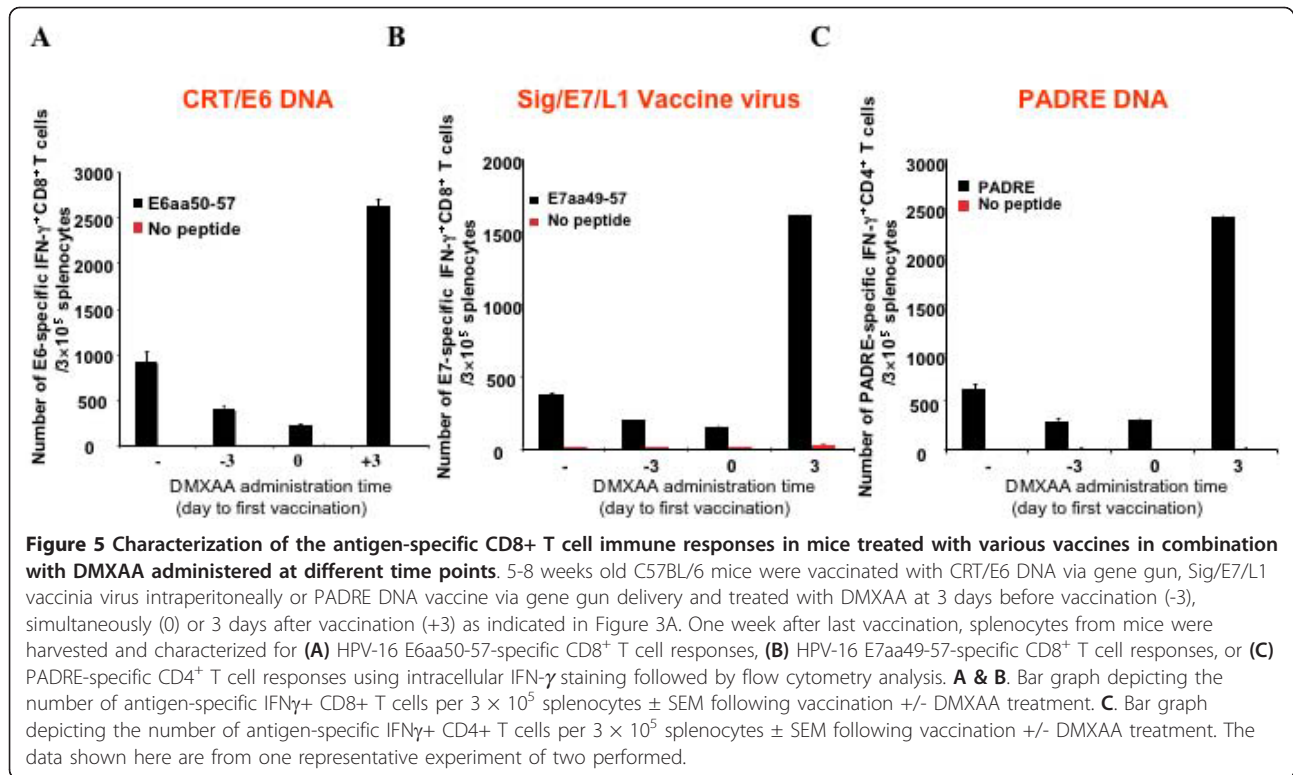 A
B
C
CRT/E6 DNA
Sig/E7/L1 Vaccine virus
PADRE DNA
Number of E6-specific IFN-γ+CD8+ T cells
/3×10⁵ splenocytes
3000
2500
2000
1500
1000
500
0
E6aa50-57
No peptide
-
-3
0
+3
DMXAA administration time
(day to first vaccination)
Number of E7-specific IFN-γ+CD8+ T cells
/3×10⁵ splenocytes
2000
1500
1000
500
0
E7aa49-57
No peptide
-
-3
0
3
DMXAA administration time
(day to first vaccination)
Number of PADRE-specific IFN-γ+CD4+ T cells
/3×10⁵ splenocytes
3000
2500
2000
1500
1000
500
0
PADRE
No peptide
-
-3
0
3
DMXAA administration time
(day to first vaccination)
Figure 5 Characterization of the antigen-specific CD8+ T cell immune responses in mice treated with various vaccines in combination
with DMXAA administered at different time points. 5-8 weeks old C57BL/6 mice were vaccinated with CRT/E6 DNA via gene gun, Sig/E7/L1
vaccinia virus intraperitoneally or PADRE DNA vaccine via gene gun delivery and treated with DMXAA at 3 days before vaccination (-3),
simultaneously (0) or 3 days after vaccination (+3) as indicated in Figure 3A. One week after last vaccination, splenocytes from mice were
harvested and characterized for (A) HPV-16 E6aa50-57-specific CD8⁺ T cell responses, (B) HPV-16 E7aa49-57-specific CD8⁺ T cell responses, or (C)
PADRE-specific CD4⁺ T cell responses using intracellular IFN-γ staining followed by flow cytometry analysis. A & B. Bar graph depicting the
number of antigen-specific IFNγ+ CD8+ T cells per 3 × 10⁵ splenocytes ± SEM following vaccination +/- DMXAA treatment. C. Bar graph
depicting the number of antigen-specific IFNγ+ CD4+ T cells per 3 × 10⁵ splenocytes ± SEM following vaccination +/- DMXAA treatment. The
data shown here are from one representative experiment of two performed.